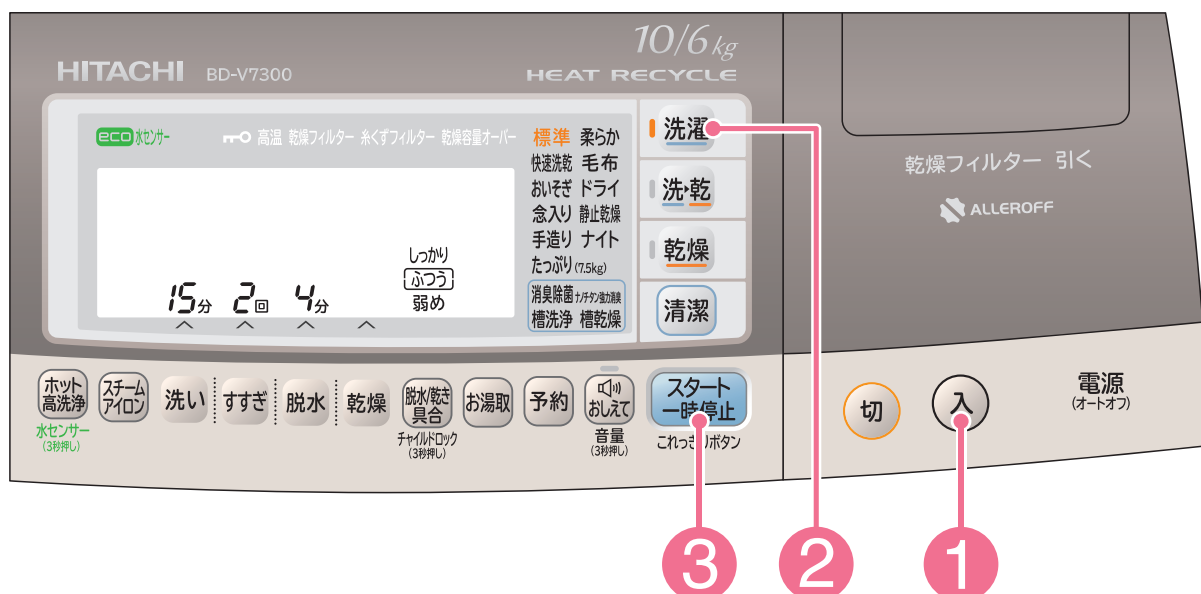 10/6 kg
HITACHI BD-V7300
HEAT RECYCLE
eco 水センサー
高温 乾燥フィルター 糸くずフィルター 乾燥容量オーバー
標準 柔らか
快速洗乾 毛布
おいそぎ ドライ
念入り 静止乾燥
手造り ナイト
たっぷり(7.5kg)
消臭除菌 ナノチタン強力消臭
槽洗浄 槽乾燥
しっかり
ふつう
弱め
15分 2回 4分
洗濯
洗・乾
乾燥
清潔
乾燥フィルター 引く
ALLEROFF
ホット高洗浄
水センサー
(3秒押し)
スチームアイロン
洗い
すすぎ
脱水
乾燥
脱水/乾き具合
チャイルドロック
(3秒押し)
お湯取
予約
おしえて
音量
(3秒押し)
スタート
一時停止
これっきりボタン
切
入
電源
(オートオフ)
3
2
1